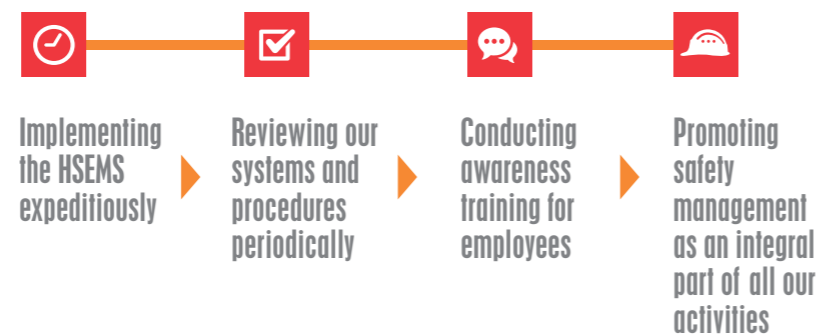 Implementing
the HSEMS
expeditiously
Reviewing our
systems and
procedures
periodically
Conducting
awareness
training for
employees
Promoting
safety
management
as an integral
part of all our
activities